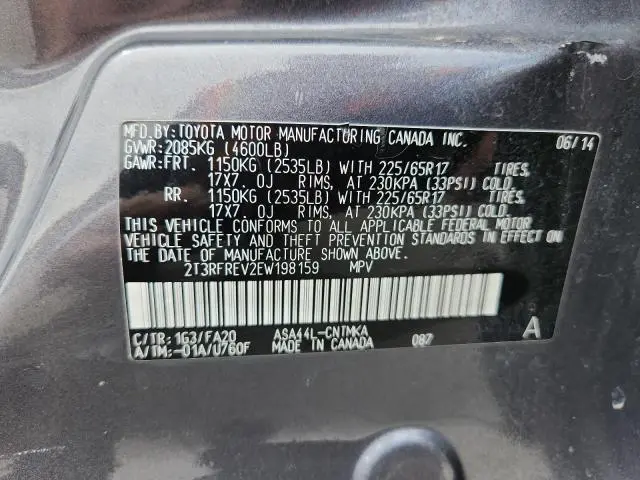 MFD.BY:TOYOTA MOTOR MANUFACTURING CANADA INC. 06/14
GVWR:2085KG (4600LB)
GAWR:FRT. 1150KG (2535LB) WITH 225/65R17 TIRES,
17X7.0J RIMS, AT 230KPA (33PSI) COLD.
RR. 1150KG (2535LB) WITH 225/65R17 TIRES,
17X7.0J RIMS, AT 230KPA (33PSI) COLD.
THIS VEHICLE CONFORMS TO ALL APPLICABLE FEDERAL MOTOR
VEHICLE SAFETY AND THEFT PREVENTION STANDARDS IN EFFECT ON
THE DATE OF MANUFACTURE SHOWN ABOVE.
2T3RFREV2EW198159 MPV
C/TR:1G3/FA20 ASA44L-CNTMKA 087 A
A/TM:-01A/U760F MADE IN CANADA